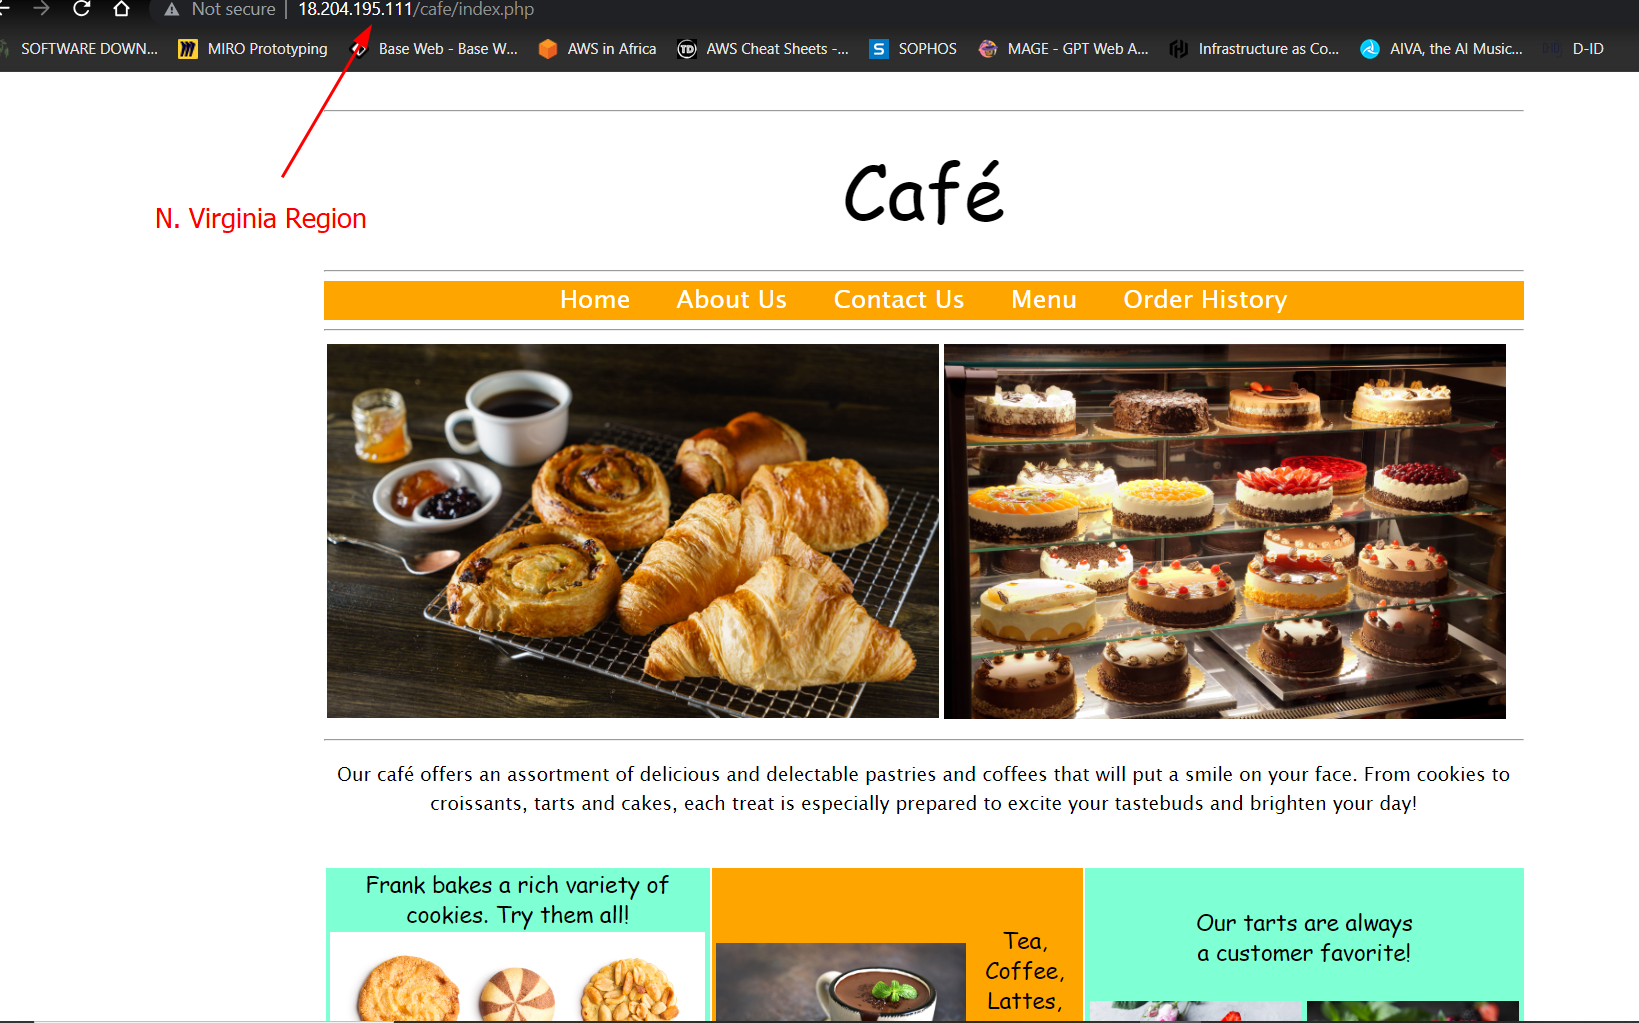 Not secure | 18.204.195.111/cafe/index.php
SOFTWARE DOWN... MIRO Prototyping Base Web - Base W... AWS in Africa TD AWS Cheat Sheets -... S SOPHOS MAGE - GPT Web A... Infrastructure as Co... AIVA, the AI Music... D-ID
N. Virginia Region
Café
Home About Us Contact Us Menu Order History
Our café offers an assortment of delicious and delectable pastries and coffees that will put a smile on your face. From cookies to
croissants, tarts and cakes, each treat is especially prepared to excite your tastebuds and brighten your day!
Frank bakes a rich variety of
cookies. Try them all!
Tea,
Coffee,
Lattes,
Our tarts are always
a customer favorite!